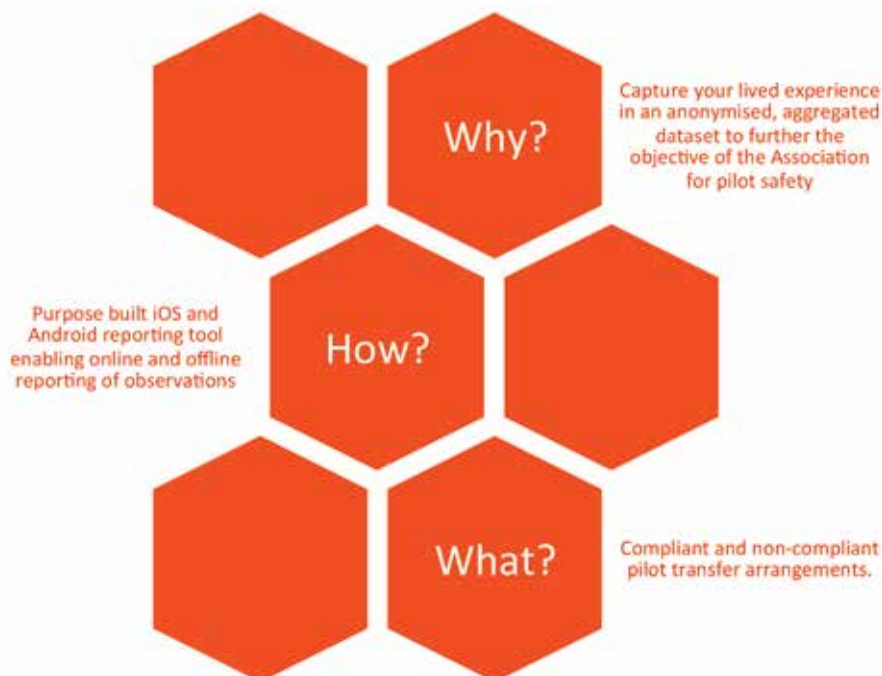 Why?
Capture your lived experience
in an anonymised, aggregated
dataset to further the
objective of the Association
for pilot safety
Purpose built iOS and
Android reporting tool
enabling online and offline
reporting of observations
How?
What?
Compliant and non-compliant
pilot transfer arrangements.